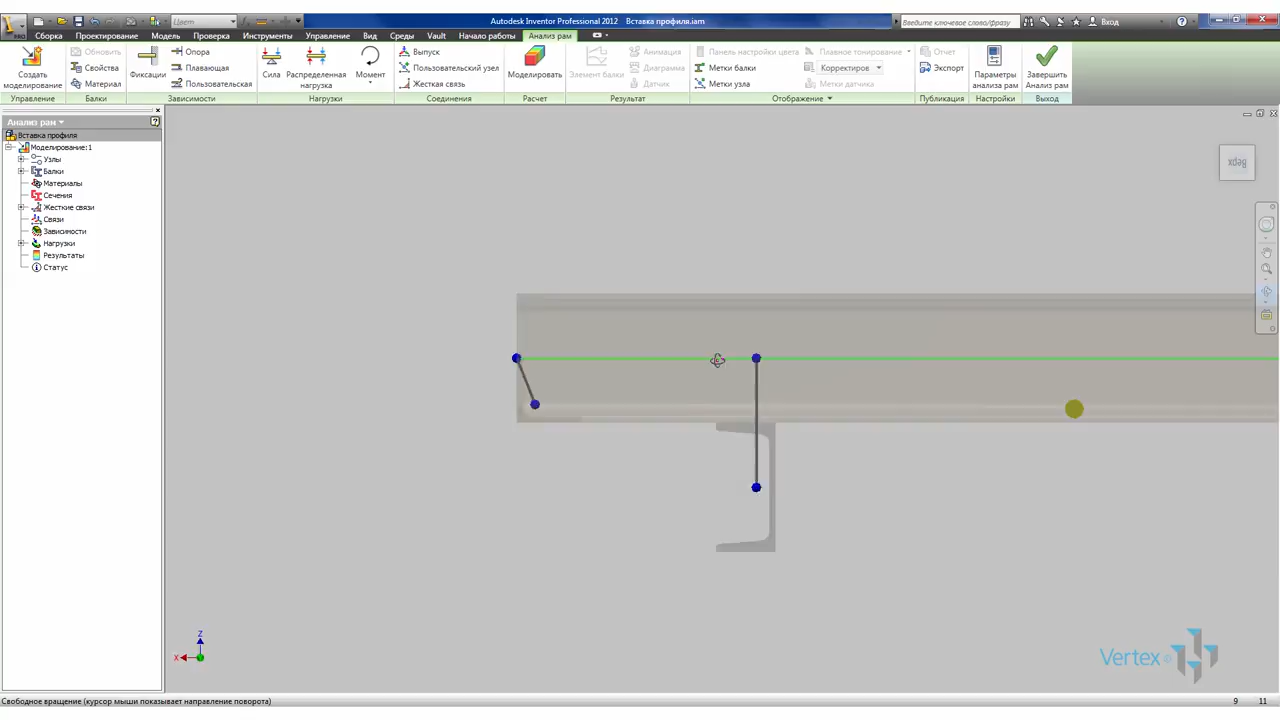 PRO
Цвет
Autodesk Inventor Professional 2012 Вставка профиля.iam
Введите ключевое слово/фразу
Вход
Сборка Проектирование Модель Проверка Инструменты Управление Вид Среды Vault Начало работы Анализ рам
Создать моделирование
Обновить
Свойства
Материал
Фиксации
Опора
Плавающая
Пользовательская
Сила
Распределенная нагрузка
Момент
Выпуск
Пользовательский узел
Жесткая связь
Моделировать
Элемент балки
Анимация
Диаграмма
Датчик
Панель настройки цвета
Метки балки
Метки узла
Плавное тонирование
Корректиров
Метки датчика
Отчет
Экспорт
Параметры анализа рам
Завершить Анализ рам
Управление Балки Зависимости Нагрузки Соединения Расчет Результат Отображение Публикация Настройки Выход
Анализ рам
Вставка профиля
Моделирование:1
Узлы
Балки
Материалы
Сечения
Жесткие связи
Связи
Зависимости
Нагрузки
Результаты
Статус
Верх
Z
X
Vertex
Свободное вращение (курсор мыши показывает направление поворота)
9 11